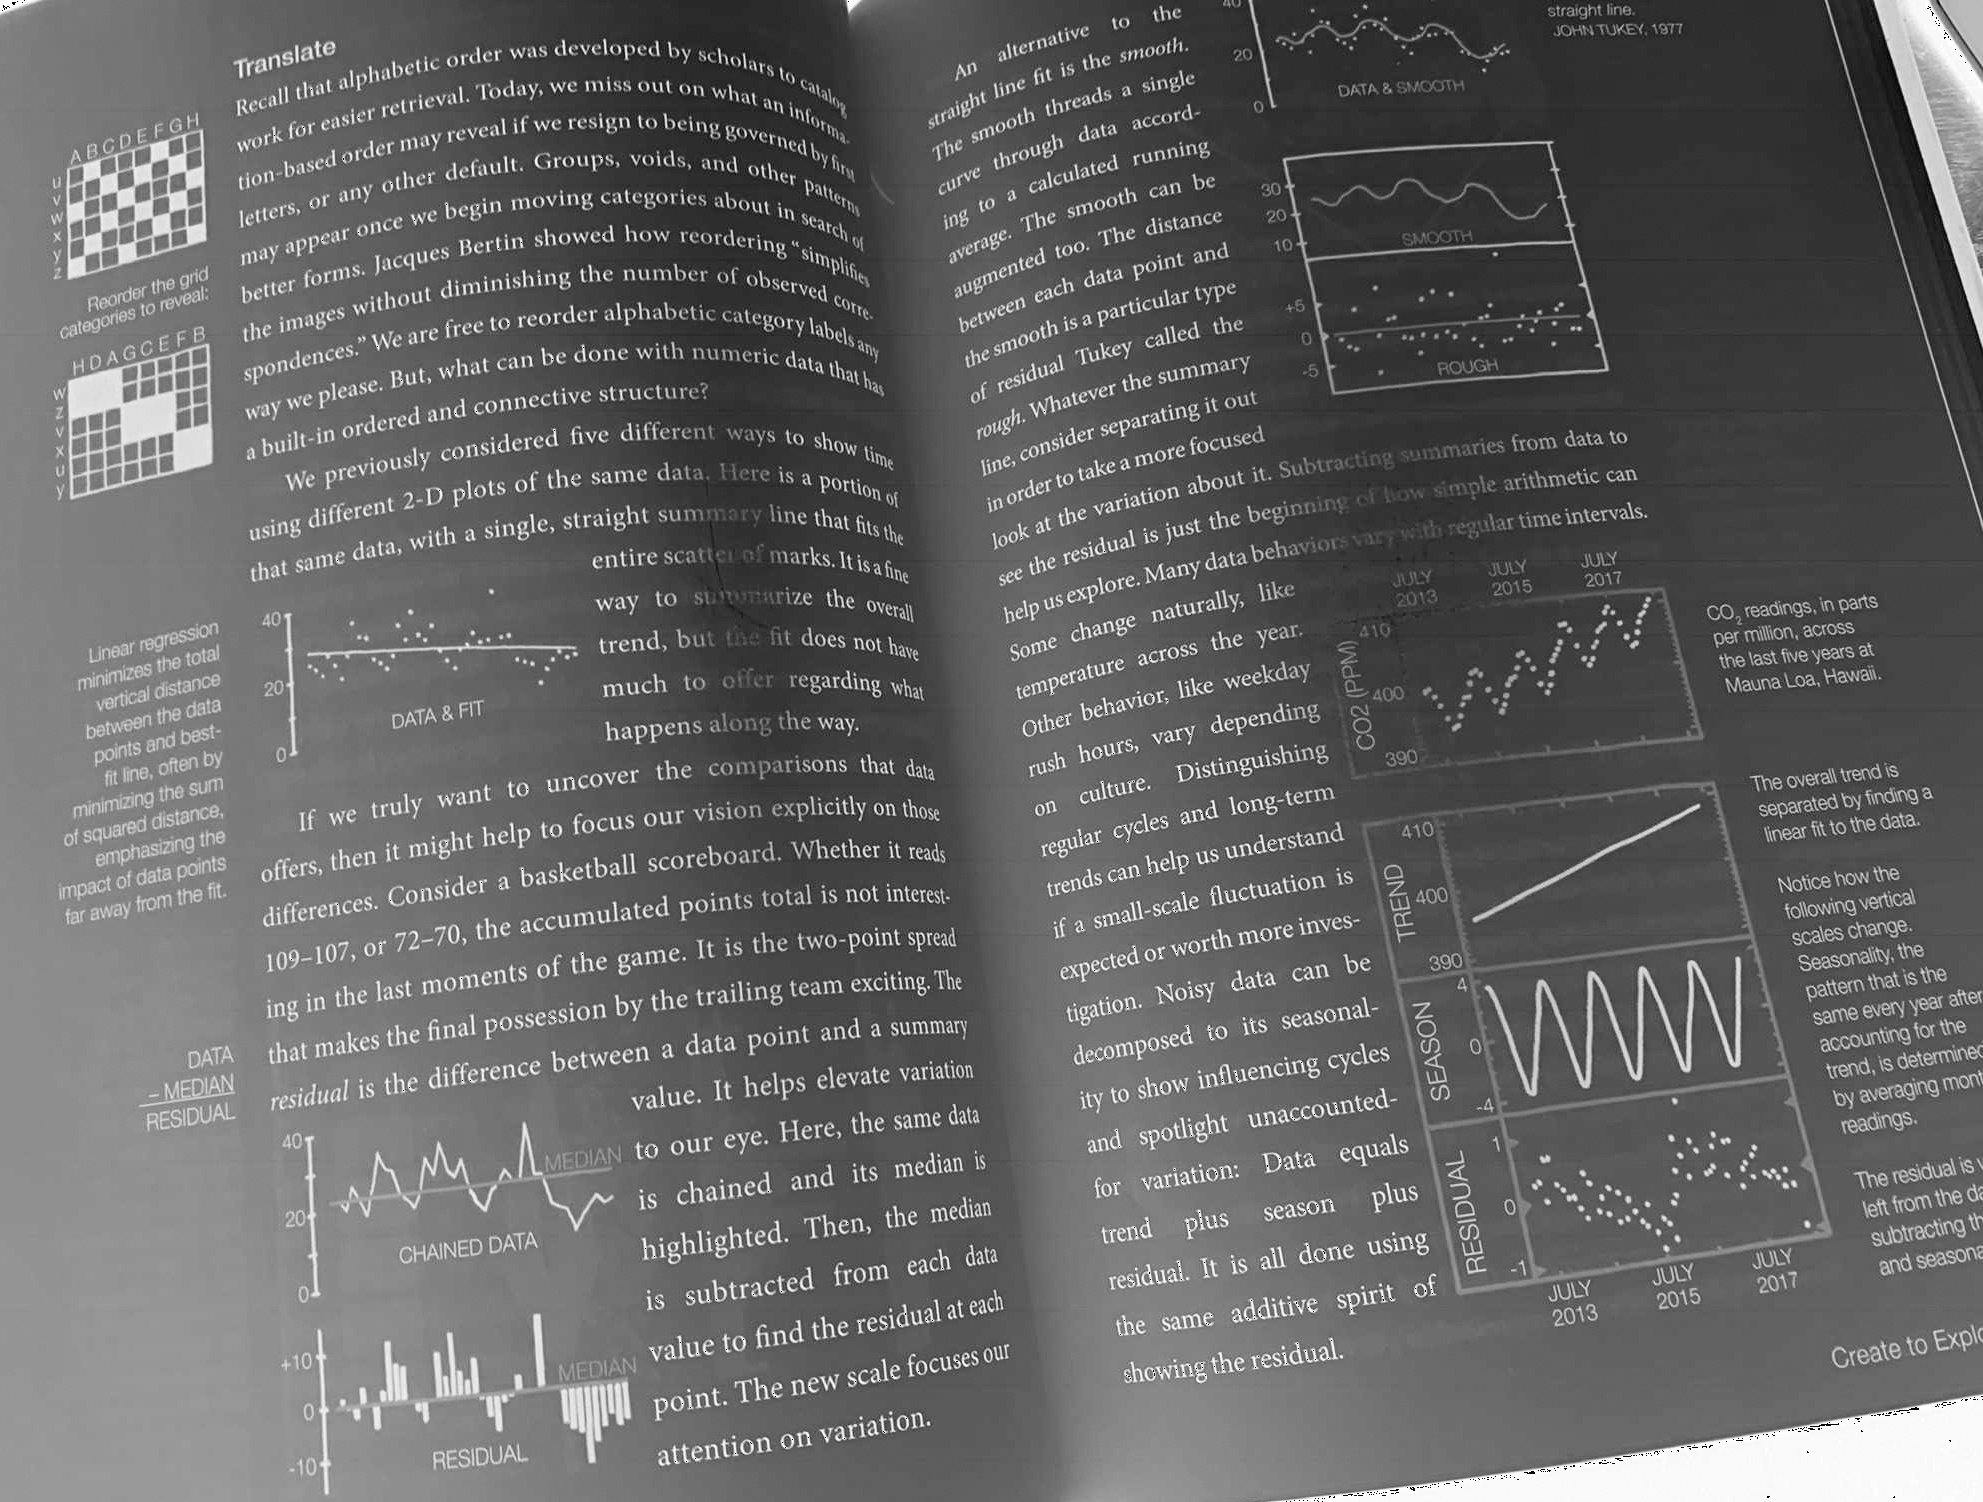 Translate
Recall that alphabetic order was developed by scholars to catalog
work for easier retrieval. Today, we miss out on what an informa-
tion-based order may reveal if we resign to being governed by first
letters, or any other default. Groups, voids, and other patterns
may appear once we begin moving categories about in search of
better forms. Jacques Bertin showed how reordering "simplifies
the images without diminishing the number of observed corre-
spondences." We are free to reorder alphabetic category labels any
way we please. But, what can be done with numeric data that has
a built-in ordered and connective structure?
A B C D E F G H
U
V
W
X
Y
Z
Reorder the grid
categories to reveal:
H D A G C E F B
W
Z
V
X
U
Y
We previously considered five different ways to show time
using different 2-D plots of the same data. Here is a portion of
that same data, with a single, straight summary line that fits the
entire scatter of marks. It is a fine
way to summarize the overall
trend, but the fit does not have
much to offer regarding what
happens along the way.
40
20
0
DATA & FIT
Linear regression
minimizes the total
vertical distance
between the data
points and best-
fit line, often by
minimizing the sum
of squared distance,
emphasizing the
impact of data points
far away from the fit.
If we truly want to uncover the comparisons that data
offers, then it might help to focus our vision explicitly on those
differences. Consider a basketball scoreboard. Whether it reads
109–107, or 72–70, the accumulated points total is not interest-
ing in the last moments of the game. It is the two-point spread
that makes the final possession by the trailing team exciting. The
residual is the difference between a data point and a summary
value. It helps elevate variation
to our eye. Here, the same data
is chained and its median is
highlighted. Then, the median
is subtracted from each data
value to find the residual at each
point. The new scale focuses our
attention on variation.
DATA
– MEDIAN
RESIDUAL
40
20
0
MEDIAN
CHAINED DATA
+10
0
-10
MEDIAN
RESIDUAL
An alternative to the
straight line fit is the smooth.
The smooth threads a single
curve through data accord-
ing to a calculated running
average. The smooth can be
augmented too. The distance
between each data point and
the smooth is a particular type
of residual Tukey called the
rough. Whatever the summary
line, consider separating it out
in order to take a more focused
look at the variation about it. Subtracting summaries from data to
see the residual is just the beginning of how simple arithmetic can
help us explore. Many data behaviors vary with regular time intervals.
Some change naturally, like
temperature across the year.
Other behavior, like weekday
rush hours, vary depending
on culture. Distinguishing
regular cycles and long-term
trends can help us understand
if a small-scale fluctuation is
expected or worth more inves-
tigation. Noisy data can be
decomposed to its seasonal-
ity to show influencing cycles
and spotlight unaccounted-
for variation: Data equals
trend plus season plus
residual. It is all done using
the same additive spirit of
showing the residual.
40
20
0
DATA & SMOOTH
straight line.
JOHN TUKEY, 1977
30
20
10
SMOOTH
+5
0
-5
ROUGH
JULY
2013
JULY
2015
JULY
2017
CO2 (PPM)
410
400
390
CO2 readings, in parts
per million, across
the last five years at
Mauna Loa, Hawaii.
TREND
410
400
390
The overall trend is
separated by finding a
linear fit to the data.
SEASON
4
0
-4
Notice how the
following vertical
scales change.
Seasonality, the
pattern that is the
same every year after
accounting for the
trend, is determined
by averaging
readings.
RESIDUAL
1
0
-1
JULY
2013
JULY
2015
JULY
2017
The residual is
left from the
subtracting
and
Create to